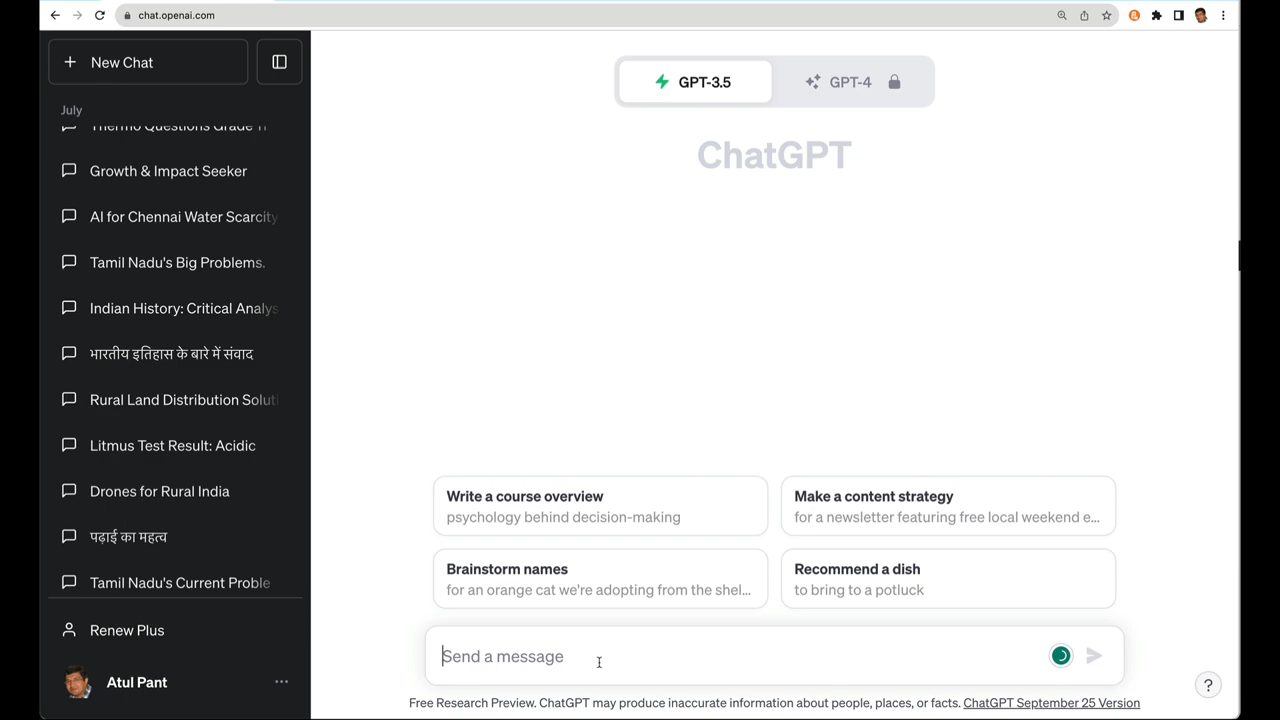 chat.openai.com
New Chat
July
Thermo Questions Grade 11
Growth & Impact Seeker
AI for Chennai Water Scarcity
Tamil Nadu's Big Problems.
Indian History: Critical Analys
भारतीय इतिहास के बारे में संवाद
Rural Land Distribution Solut
Litmus Test Result: Acidic
Drones for Rural India
पढ़ाई का महत्व
Tamil Nadu's Current Proble
Renew Plus
Atul Pant
GPT-3.5
GPT-4
ChatGPT
Write a course overview
psychology behind decision-making
Make a content strategy
for a newsletter featuring free local weekend e...
Brainstorm names
for an orange cat we're adopting from the shel...
Recommend a dish
to bring to a potluck
Send a message
?
Free Research Preview. ChatGPT may produce inaccurate information about people, places, or facts. ChatGPT September 25 Version